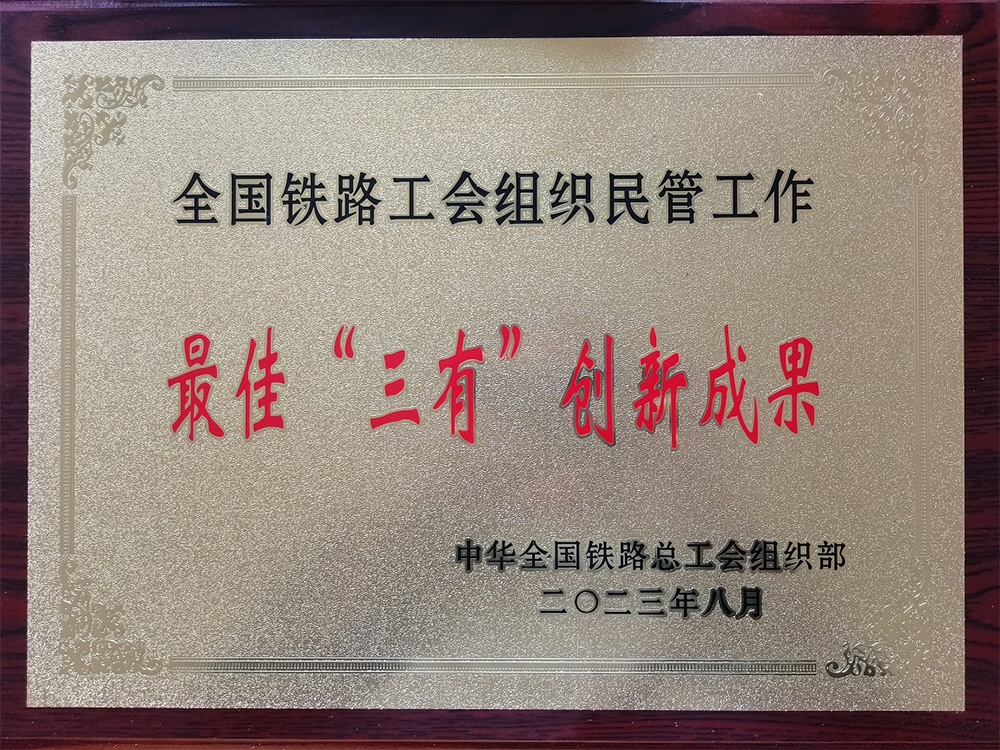 全国铁路工会组织民管工作
最佳“三有”创新成果
中华全国铁路总工会组织部
二〇二三年八月